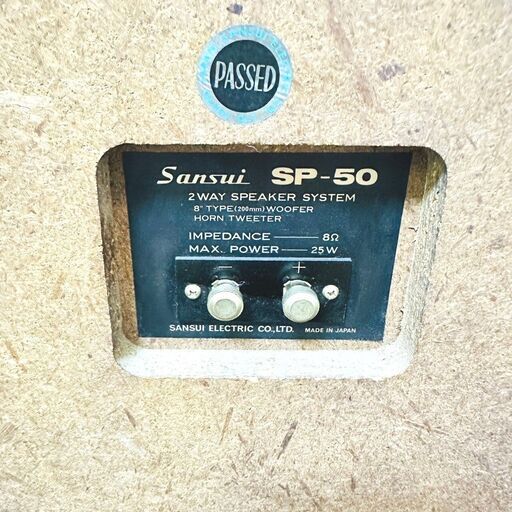 PASSED
Sansui SP-50
2 WAY SPEAKER SYSTEM
8" TYPE (200mm) WOOFER
HORN TWEETER
IMPEDANCE — 8Ω
MAX. POWER — 25W
− +
SANSUI ELECTRIC CO.,LTD. MADE IN JAPAN